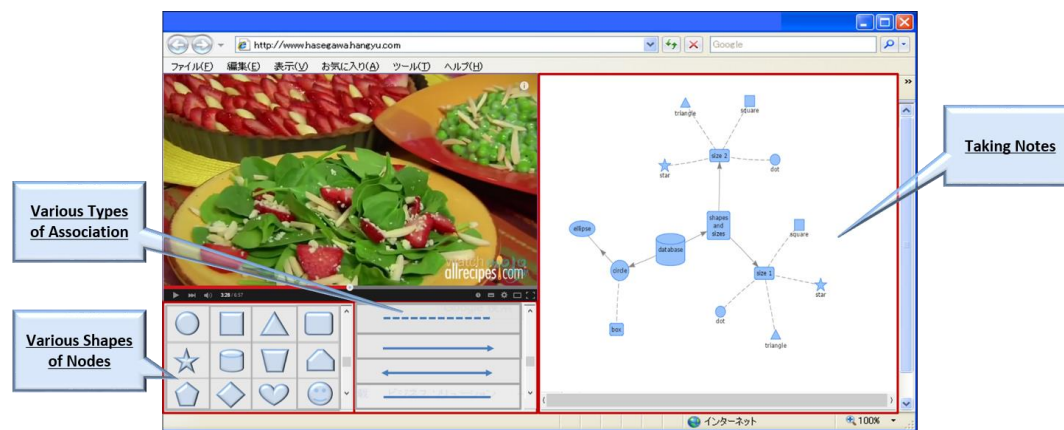 http://www.hasegawa.hangyu.com
Google
ファイル(F) 編集(E) 表示(V) お気に入り(A) ツール(T) ヘルプ(H)
»
watch
allrecipes.com
3:28 / 6:37
Various Types
of Association
Various Shapes
of Nodes
Taking Notes
triangle
square
size 2
star
dot
ellipse
shapes
and
sizes
square
database
circle
size 1
star
dot
box
triangle
インターネット
100%